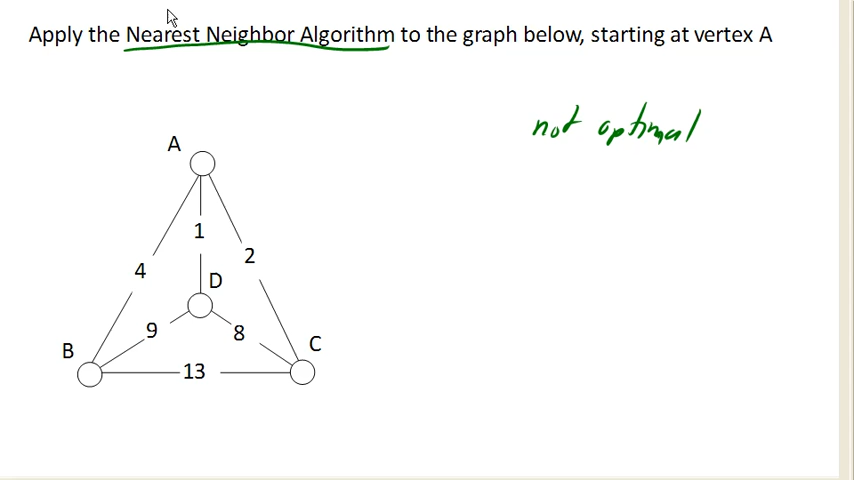 Apply the Nearest Neighbor Algorithm to the graph below, starting at vertex A
not optimal
A
1
2
4
D
9
8
B
C
13